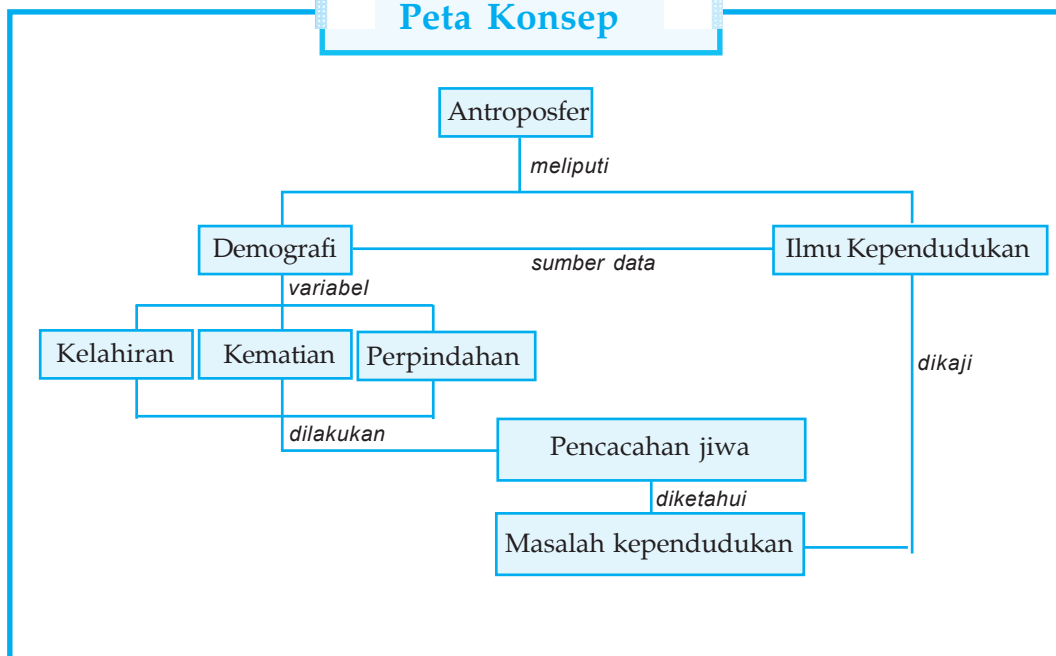 Peta Konsep
Antroposfer
meliputi
Demografi
sumber data
Ilmu Kependudukan
variabel
Kelahiran
Kematian
Perpindahan
dikaji
dilakukan
Pencacahan jiwa
diketahui
Masalah kependudukan